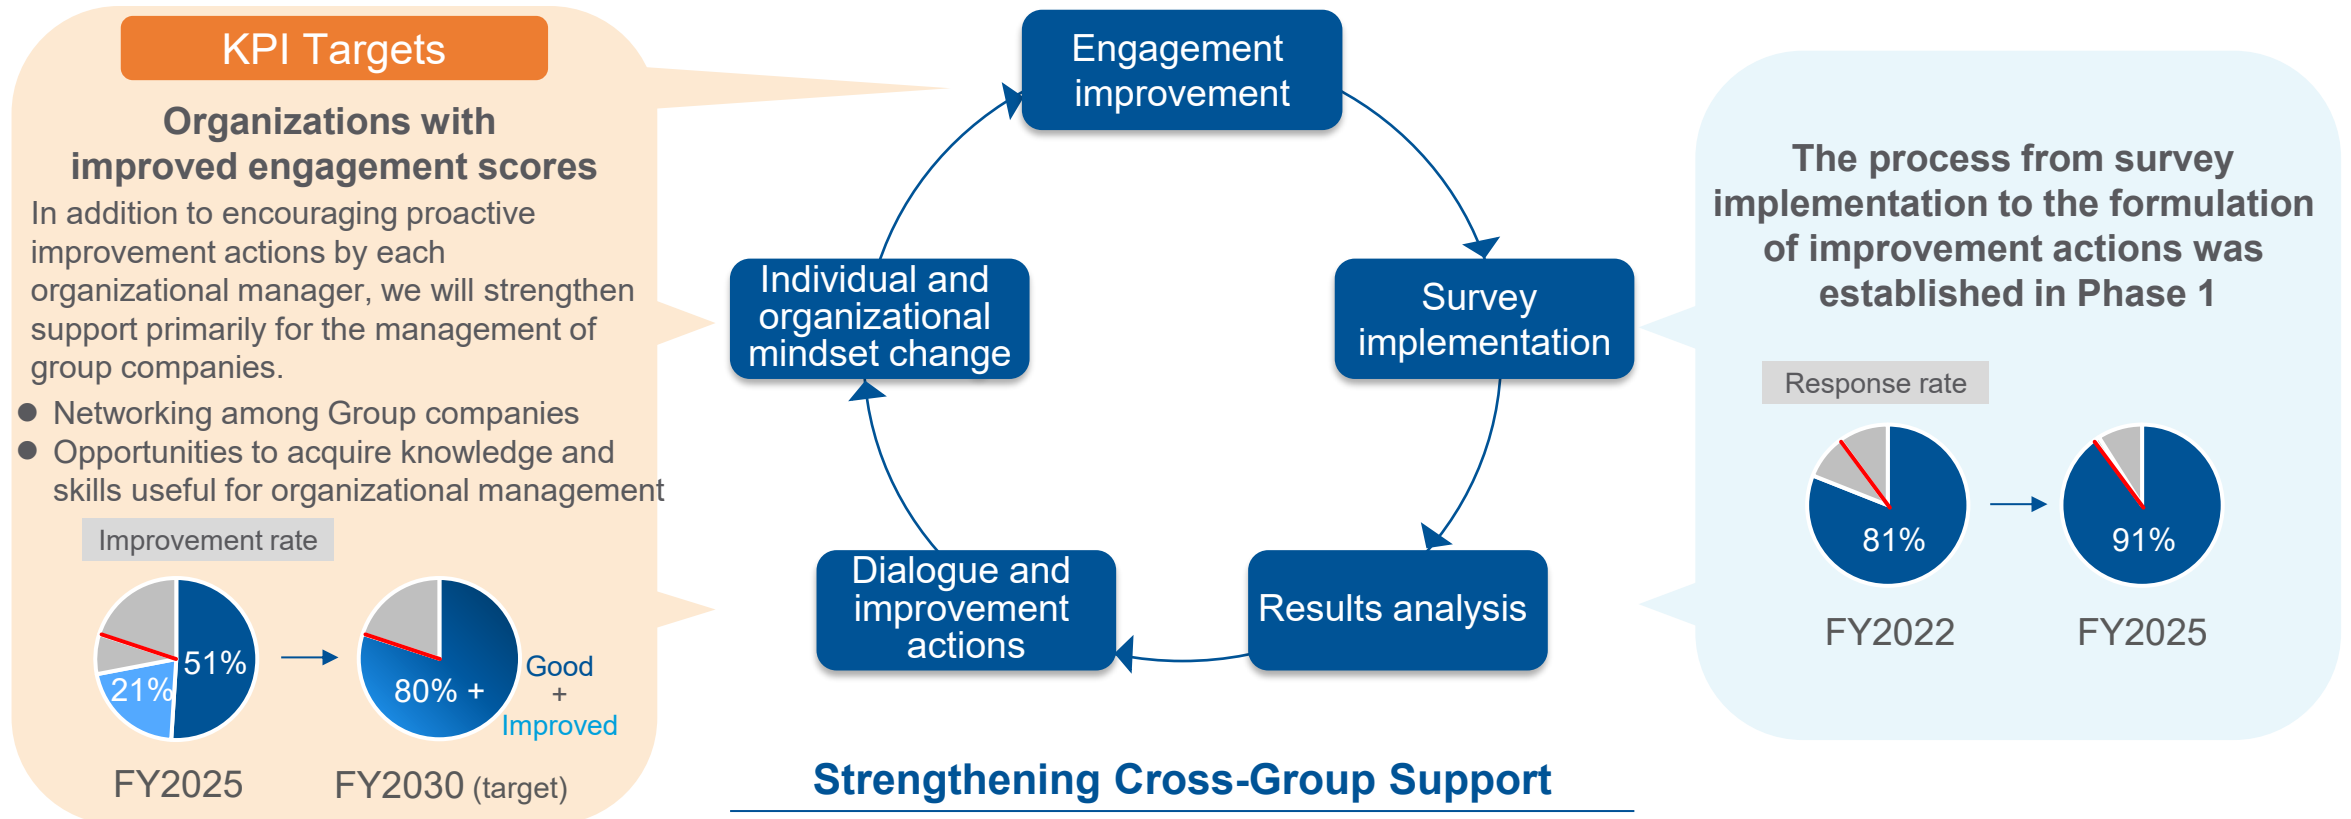 KPI Targets
Organizations with
improved engagement scores
In addition to encouraging proactive
improvement actions by each
organizational manager, we will strengthen
support primarily for the management of
group companies.
● Networking among Group companies
● Opportunities to acquire knowledge and
skills useful for organizational management
Improvement rate
51%
21%
80% +
Good
+
Improved
FY2025
FY2030 (target)
Engagement
improvement
Survey
implementation
Results analysis
Dialogue and
improvement
actions
Individual and
organizational
mindset change
Strengthening Cross-Group Support
The process from survey
implementation to the formulation
of improvement actions was
established in Phase 1
Response rate
81%
91%
FY2022
FY2025